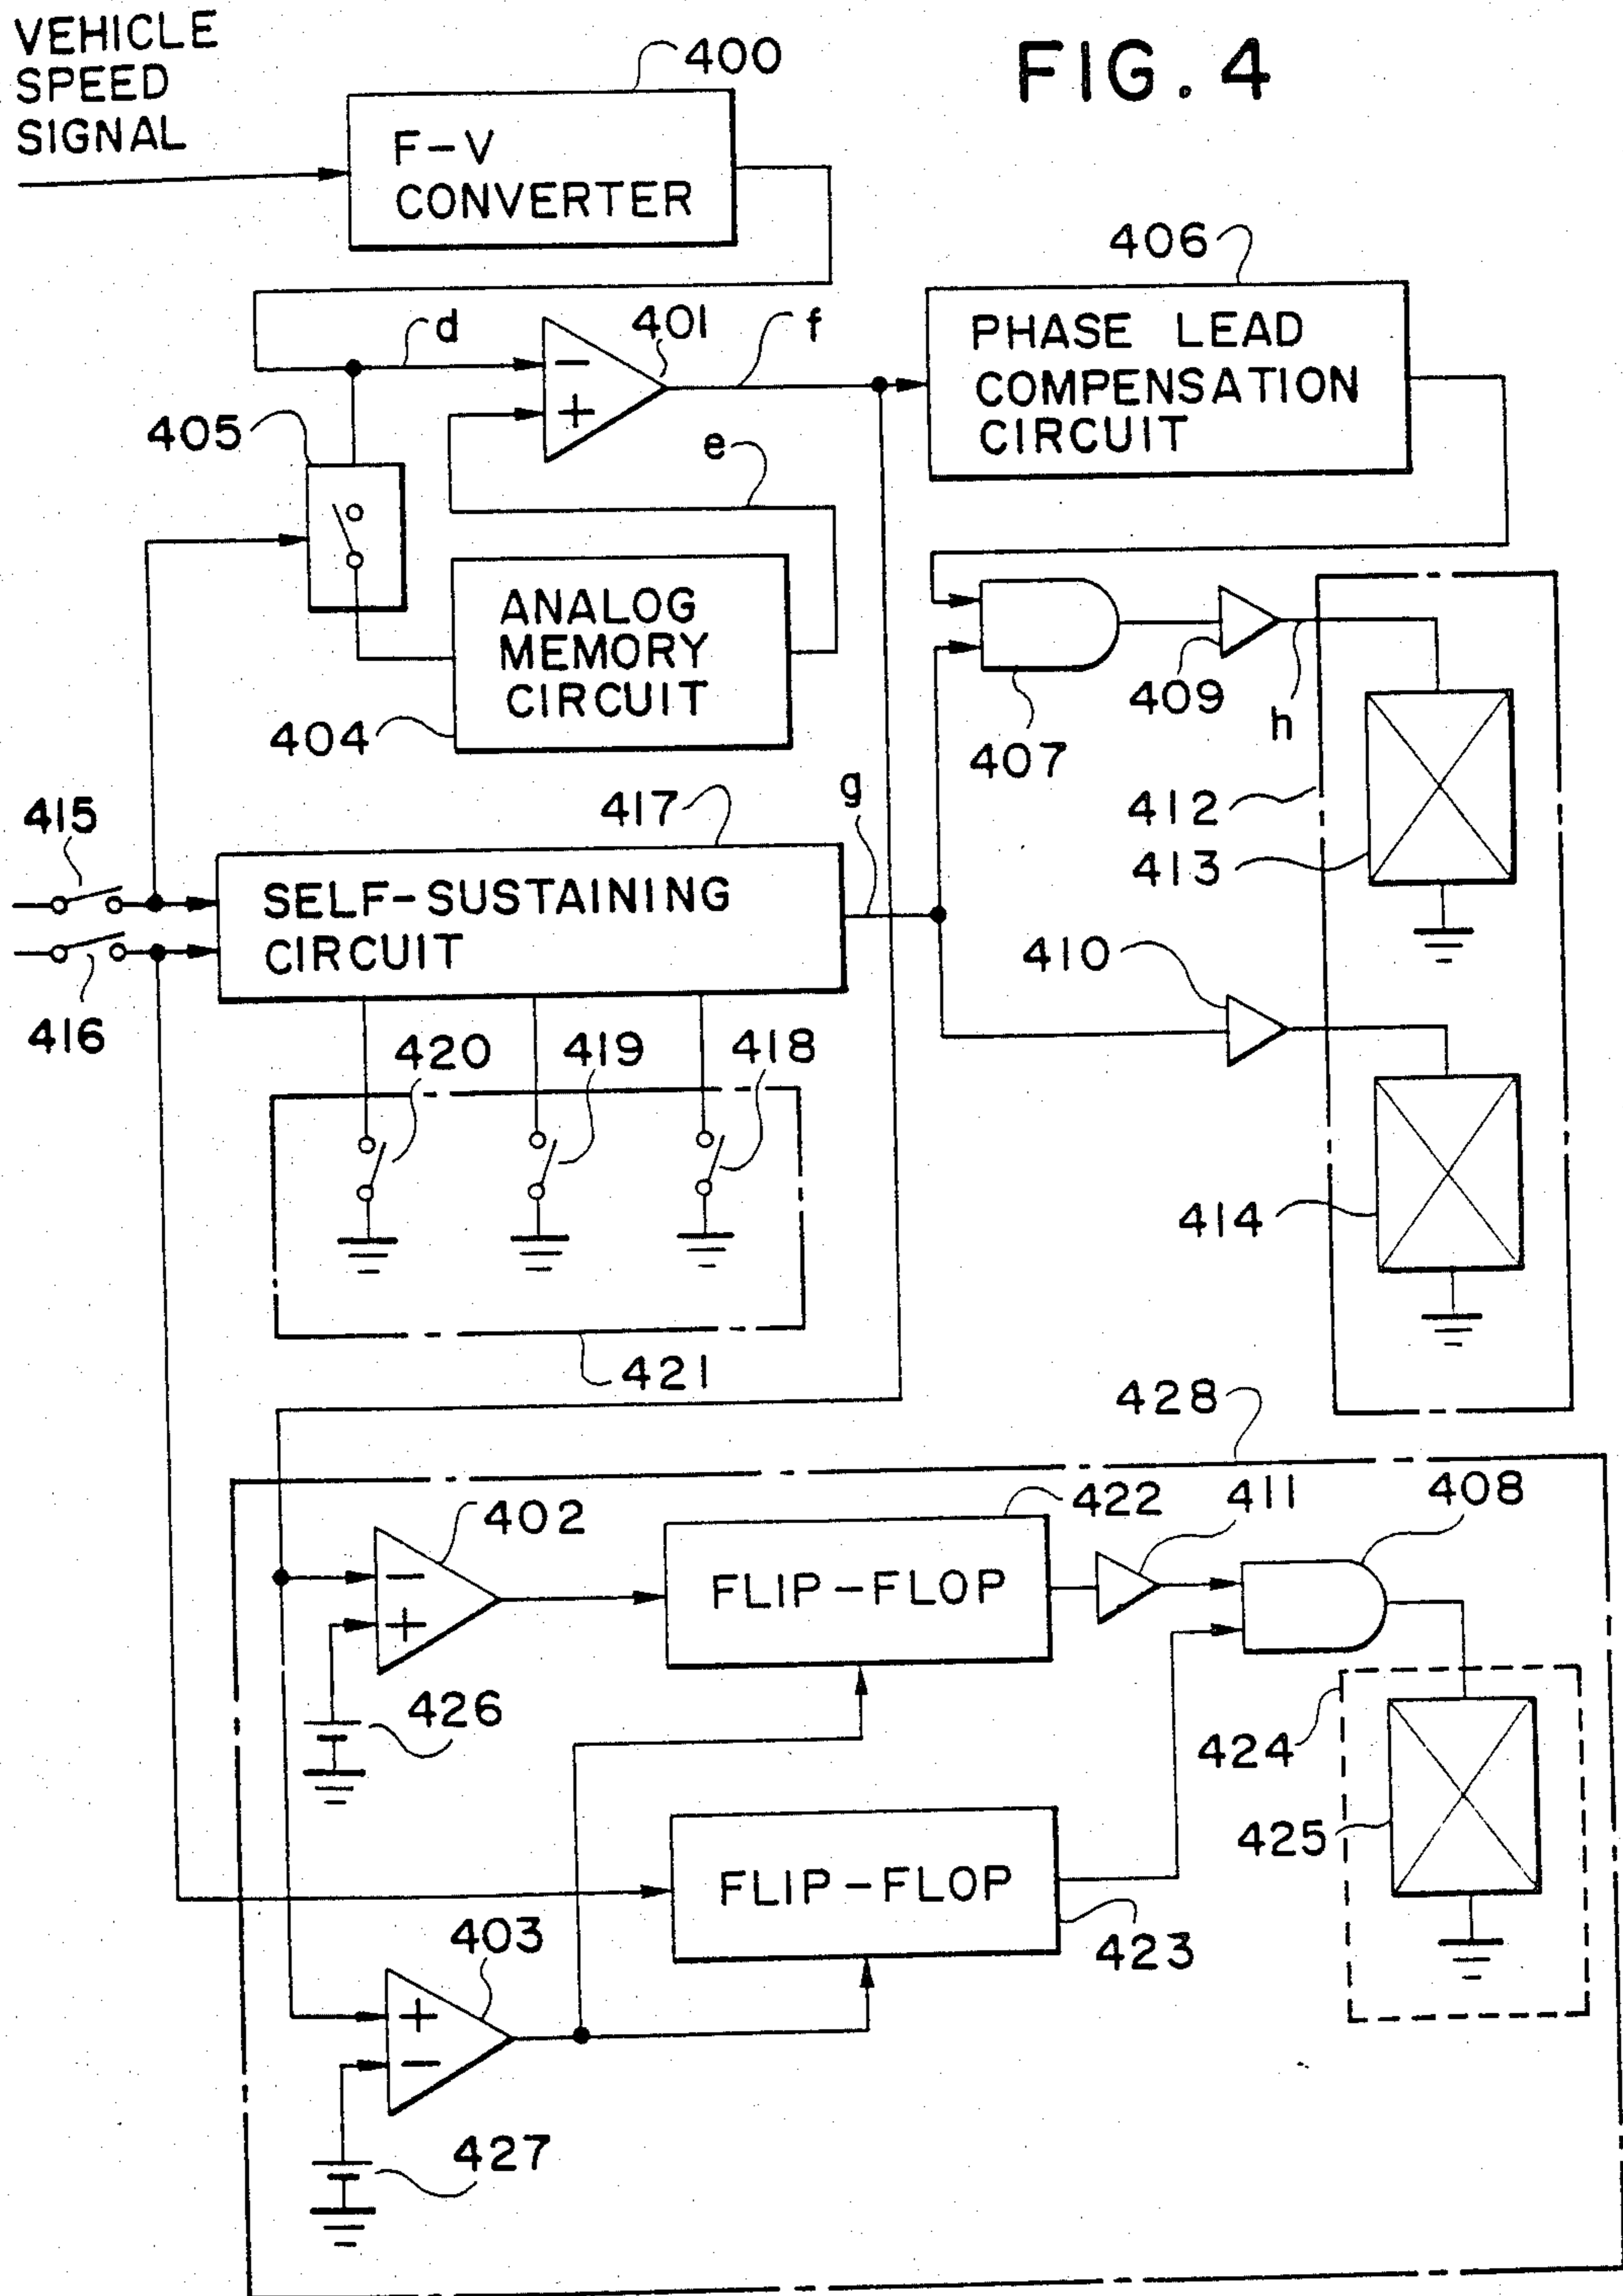 VEHICLE
SPEED
SIGNAL
FIG. 4
400
F-V
CONVERTER
406
PHASE LEAD
COMPENSATION
CIRCUIT
d
401
f
-
+
405
e
ANALOG
MEMORY
CIRCUIT
404
409
h
407
412
413
415
417
g
SELF-SUSTAINING
CIRCUIT
416
410
420
419
418
414
421
428
402
422
411
408
-
+
FLIP-FLOP
426
424
425
FLIP-FLOP
423
403
+
-
427